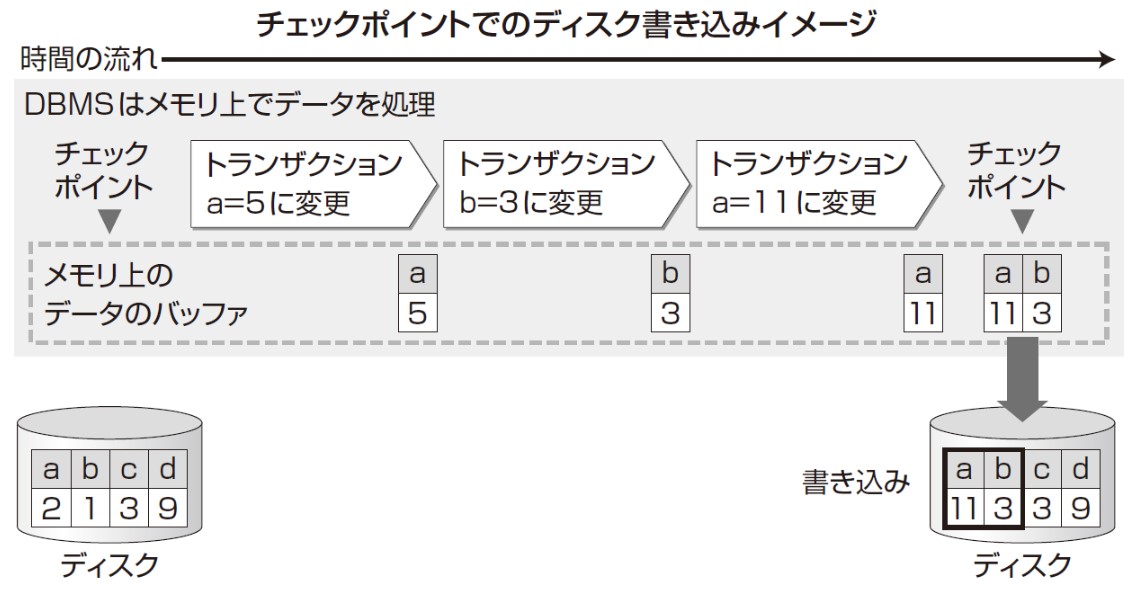 チェックポイントでのディスク書き込みイメージ
時間の流れ
DBMSはメモリ上でデータを処理
チェック
ポイント
トランザクション
a=5に変更
トランザクション
b=3に変更
トランザクション
a=11に変更
チェック
ポイント
メモリ上の
データのバッファ
a
5
b
3
a
11
a b
11 3
a b c d
2 1 3 9
ディスク
書き込み
a b c d
11 3 3 9
ディスク